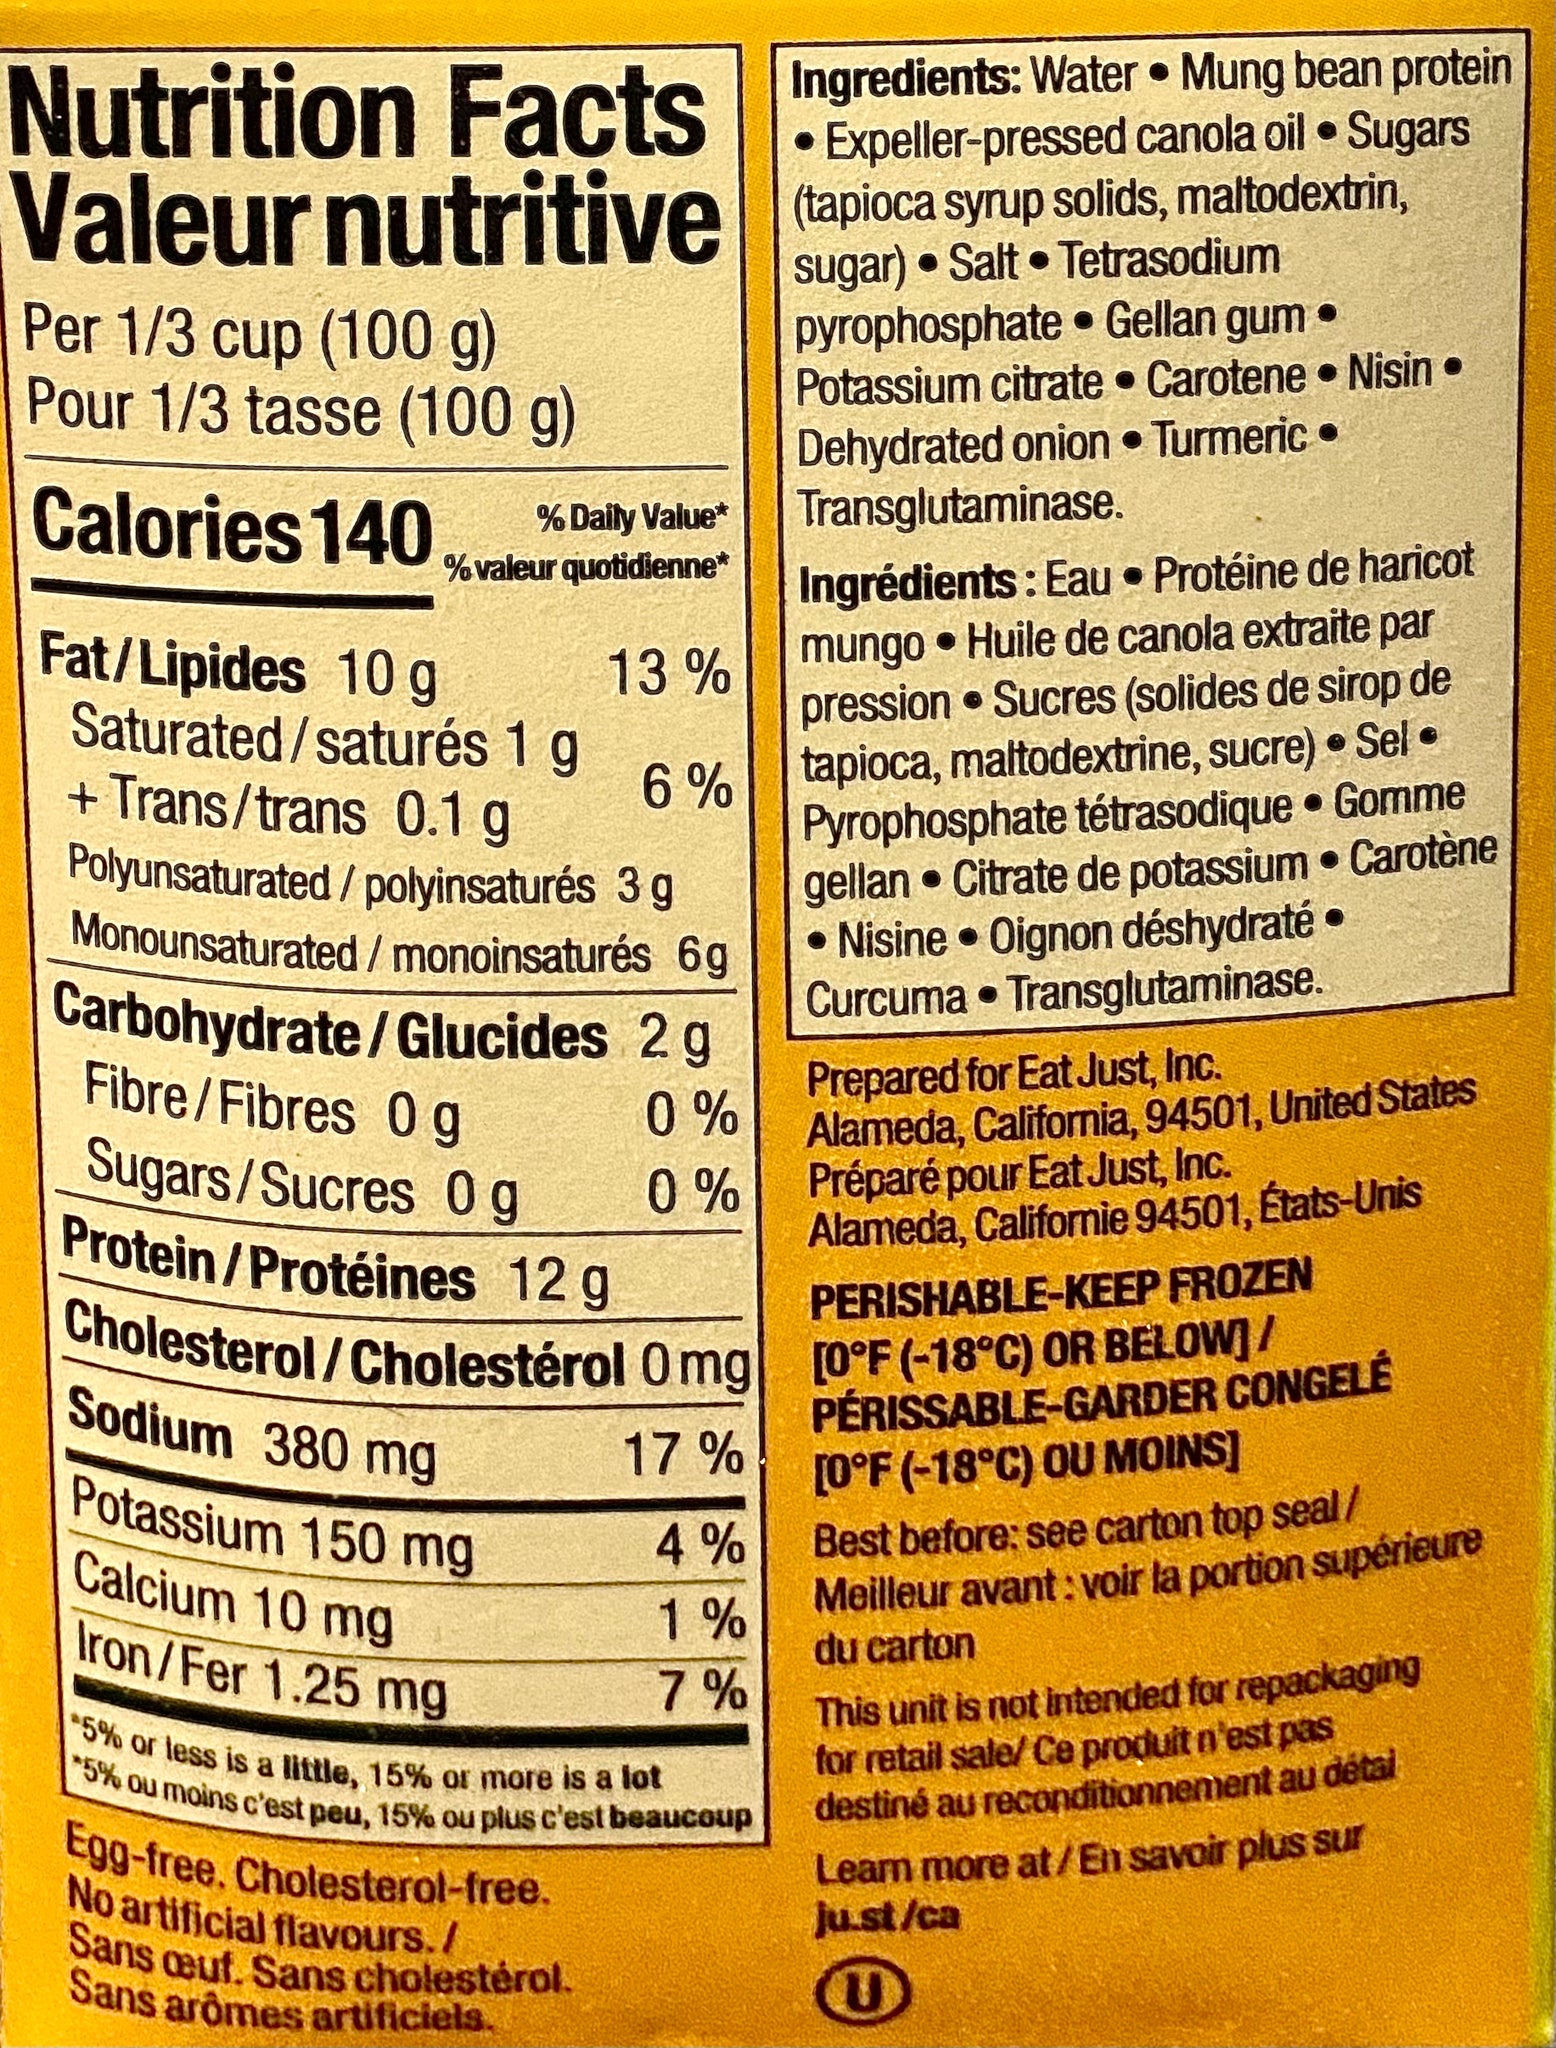 Nutrition Facts
Valeur nutritive
Per 1/3 cup (100 g)
Pour 1/3 tasse (100 g)
Calories 140
% Daily Value*
% valeur quotidienne*
Fat / Lipides 10 g 13 %
Saturated / saturés 1 g
+ Trans / trans 0.1 g
6 %
Polyunsaturated / polyinsaturés 3 g
Monounsaturated / monoinsaturés 6g
Carbohydrate / Glucides 2 g
Fibre / Fibres 0 g 0 %
Sugars / Sucres 0 g 0 %
Protein / Protéines 12 g
Cholesterol / Cholestérol 0 mg
Sodium 380 mg 17 %
Potassium 150 mg 4 %
Calcium 10 mg 1 %
Iron / Fer 1.25 mg 7 %
*5% or less is a little, 15% or more is a lot
*5% ou moins c'est peu, 15% ou plus c'est beaucoup
Egg-free. Cholesterol-free.
No artificial flavours. /
Sans œuf. Sans cholestérol.
Sans arômes artificiels.
Ingredients: Water • Mung bean protein
• Expeller-pressed canola oil • Sugars
(tapioca syrup solids, maltodextrin,
sugar) • Salt • Tetrasodium
pyrophosphate • Gellan gum •
Potassium citrate • Carotene • Nisin •
Dehydrated onion • Turmeric •
Transglutaminase.
Ingrédients : Eau • Protéine de haricot
mungo • Huile de canola extraite par
pression • Sucres (solides de sirop de
tapioca, maltodextrine, sucre) • Sel •
Pyrophosphate tétrasodique • Gomme
gellan • Citrate de potassium • Carotène
• Nisine • Oignon déshydraté •
Curcuma • Transglutaminase.
Prepared for Eat Just, Inc.
Alameda, California, 94501, United States
Préparé pour Eat Just, Inc.
Alameda, Californie 94501, États-Unis
PERISHABLE-KEEP FROZEN
[0°F (-18°C) OR BELOW] /
PÉRISSABLE-GARDER CONGELÉ
[0°F (-18°C) OU MOINS]
Best before: see carton top seal /
Meilleur avant : voir la portion supérieure
du carton
This unit is not intended for repackaging
for retail sale/ Ce produit n'est pas
destiné au reconditionnement au détal
Learn more at / En savoir plus sur
ju.st/ca
U